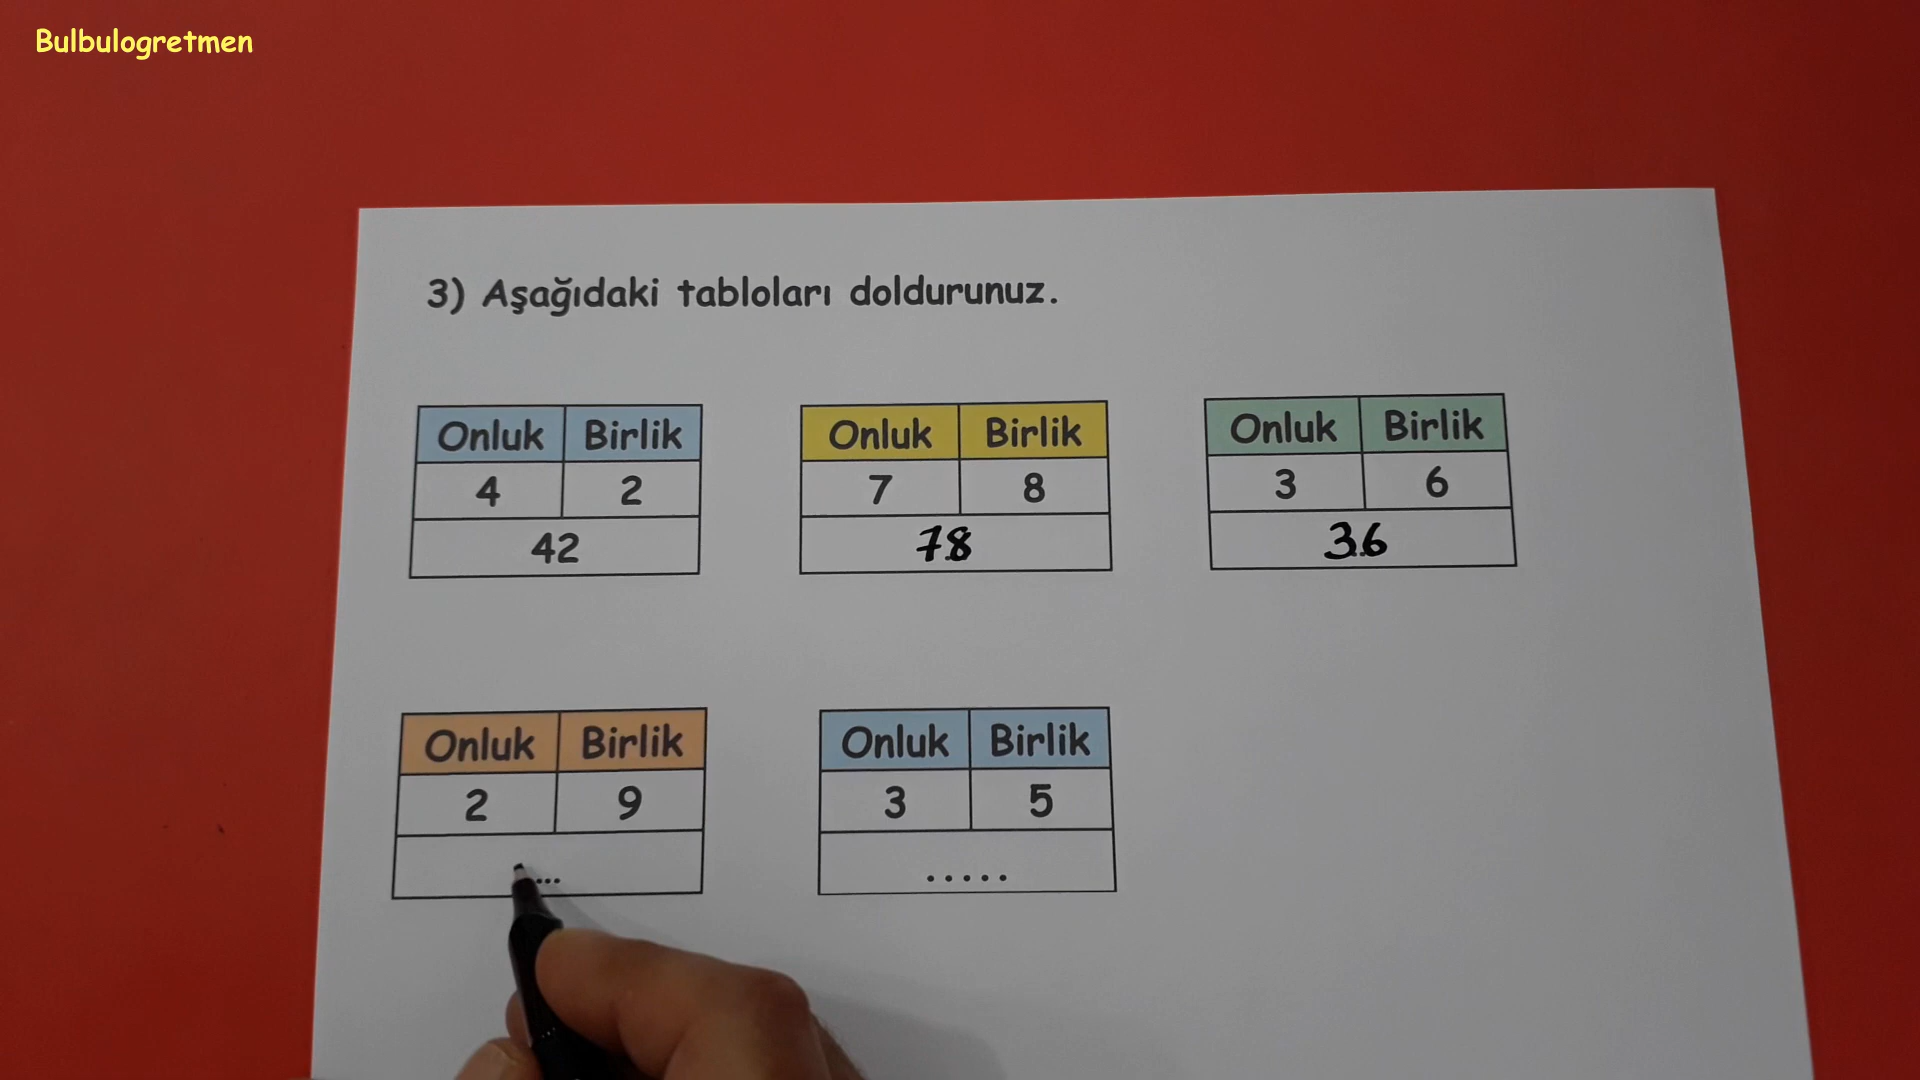 Bulbulogretmen
3) Aşağıdaki tabloları doldurunuz.
Onluk Birlik
4 2
42
Onluk Birlik
7 8
78
Onluk Birlik
3 6
36
Onluk Birlik
2 9
...
Onluk Birlik
3 5
.....